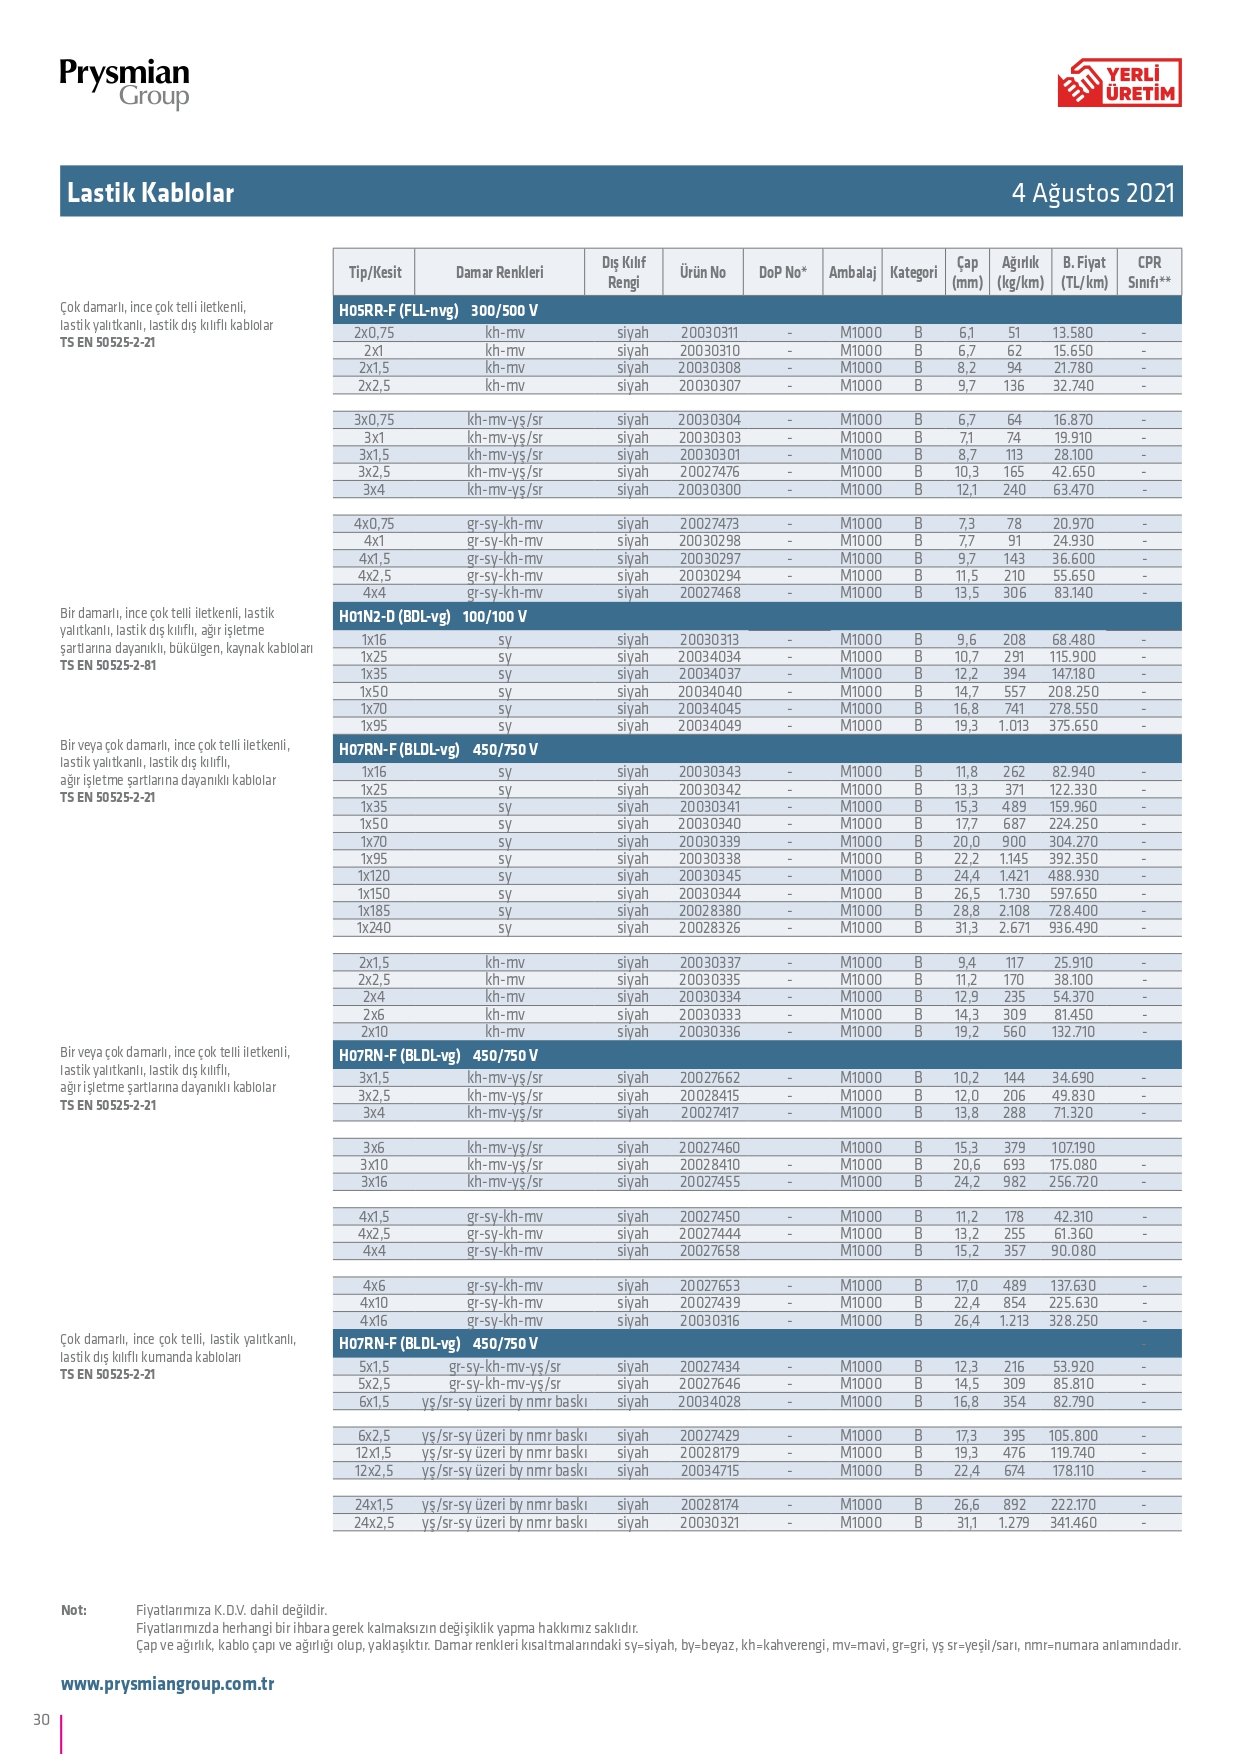 Prysmian
Group
YERLİ
ÜRETİM
Lastik Kablolar 4 Ağustos 2021
Tip/Kesit Damar Renkleri Dış Kılıf Rengi Ürün No DoP No* Ambalaj Kategori Çap (mm) Ağırlık (kg/km) B. Fiyat (TL/km) CPR Sınıfı**
Çok damarlı, ince çok telli iletkenli,
lastik yalıtkanlı, lastik dış kılıflı kablolar
TS EN 50525-2-21
H05RR-F (FLL-nvg) 300/500 V
2x0,75 kh-mv siyah 20030311 - M1000 B 6,1 51 13.580 -
2x1 kh-mv siyah 20030310 - M1000 B 6,7 62 15.650 -
2x1,5 kh-mv siyah 20030308 - M1000 B 8,2 94 21.780 -
2x2,5 kh-mv siyah 20030307 - M1000 B 9,7 136 32.740 -
3x0,75 kh-mv-yş/sr siyah 20030304 - M1000 B 6,7 64 16.870 -
3x1 kh-mv-yş/sr siyah 20030303 - M1000 B 7,1 74 19.910 -
3x1,5 kh-mv-yş/sr siyah 20030301 - M1000 B 8,7 113 28.100 -
3x2,5 kh-mv-yş/sr siyah 20027476 - M1000 B 10,3 165 42.650 -
3x4 kh-mv-yş/sr siyah 20030300 - M1000 B 12,1 240 63.470 -
4x0,75 gr-sy-kh-mv siyah 20027473 - M1000 B 7,3 78 20.970 -
4x1 gr-sy-kh-mv siyah 20030298 - M1000 B 7,7 91 24.930 -
4x1,5 gr-sy-kh-mv siyah 20030297 - M1000 B 9,7 143 36.600 -
4x2,5 gr-sy-kh-mv siyah 20030294 - M1000 B 11,5 210 55.650 -
4x4 gr-sy-kh-mv siyah 20027468 - M1000 B 13,5 306 83.140 -
Bir damarlı, ince çok telli iletkenli, lastik
yalıtkanlı, lastik dış kılıflı, ağır işletme
şartlarına dayanıklı, bükülgen, kaynak kabloları
TS EN 50525-2-81
H01N2-D (BDL-vg) 100/100 V
1x16 sy siyah 20030313 - M1000 B 9,6 208 68.480 -
1x25 sy siyah 20034034 - M1000 B 10,7 291 115.900 -
1x35 sy siyah 20034037 - M1000 B 12,2 394 147.180 -
1x50 sy siyah 20034040 - M1000 B 14,7 557 208.250 -
1x70 sy siyah 20034045 - M1000 B 16,8 741 278.550 -
1x95 sy siyah 20034049 - M1000 B 19,3 1.013 375.650 -
Bir veya çok damarlı, ince çok telli iletkenli,
lastik yalıtkanlı, lastik dış kılıflı,
ağır işletme şartlarına dayanıklı kablolar
TS EN 50525-2-21
H07RN-F (BLDL-vg) 450/750 V
1x16 sy siyah 20030343 - M1000 B 11,8 262 82.940 -
1x25 sy siyah 20030342 - M1000 B 13,3 371 122.330 -
1x35 sy siyah 20030341 - M1000 B 15,3 489 159.960 -
1x50 sy siyah 20030340 - M1000 B 17,7 687 224.250 -
1x70 sy siyah 20030339 - M1000 B 20,0 900 304.270 -
1x95 sy siyah 20030338 - M1000 B 22,2 1.145 392.350 -
1x120 sy siyah 20030345 - M1000 B 24,4 1.421 488.930 -
1x150 sy siyah 20030344 - M1000 B 26,5 1.730 597.650 -
1x185 sy siyah 20028380 - M1000 B 28,8 2.108 728.400 -
1x240 sy siyah 20028326 - M1000 B 31,3 2.671 936.490 -
2x1,5 kh-mv siyah 20030337 - M1000 B 9,4 117 25.910 -
2x2,5 kh-mv siyah 20030335 - M1000 B 11,2 170 38.100 -
2x4 kh-mv siyah 20030334 - M1000 B 12,9 235 54.370 -
2x6 kh-mv siyah 20030333 - M1000 B 14,3 309 81.450 -
2x10 kh-mv siyah 20030336 - M1000 B 19,2 560 132.710 -
Bir veya çok damarlı, ince çok telli iletkenli,
lastik yalıtkanlı, lastik dış kılıflı,
ağır işletme şartlarına dayanıklı kablolar
TS EN 50525-2-21
H07RN-F (BLDL-vg) 450/750 V
3x1,5 kh-mv-yş/sr siyah 20027662 - M1000 B 10,2 144 34.690 -
3x2,5 kh-mv-yş/sr siyah 20028415 - M1000 B 12,0 206 49.830 -
3x4 kh-mv-yş/sr siyah 20027417 - M1000 B 13,8 288 71.320 -
3x6 kh-mv-yş/sr siyah 20027460 M1000 B 15,3 379 107.190
3x10 kh-mv-yş/sr siyah 20028410 - M1000 B 20,6 693 175.080 -
3x16 kh-mv-yş/sr siyah 20027455 - M1000 B 24,2 982 256.720 -
4x1,5 gr-sy-kh-mv siyah 20027450 - M1000 B 11,2 178 42.310 -
4x2,5 gr-sy-kh-mv siyah 20027444 - M1000 B 13,2 255 61.360 -
4x4 gr-sy-kh-mv siyah 20027658 M1000 B 15,2 357 90.080
4x6 gr-sy-kh-mv siyah 20027653 - M1000 B 17,0 489 137.630 -
4x10 gr-sy-kh-mv siyah 20027439 - M1000 B 22,4 854 225.630 -
4x16 gr-sy-kh-mv siyah 20030316 - M1000 B 26,4 1.213 328.250 -
Çok damarlı, ince çok telli, lastik yalıtkanlı,
lastik dış kılıflı kumanda kabloları
TS EN 50525-2-21
H07RN-F (BLDL-vg) 450/750 V
5x1,5 gr-sy-kh-mv-yş/sr siyah 20027434 - M1000 B 12,3 216 53.920 -
5x2,5 gr-sy-kh-mv-yş/sr siyah 20027646 - M1000 B 14,5 309 85.810 -
6x1,5 yş/sr-sy üzeri by nmr baskı siyah 20034028 - M1000 B 16,8 354 82.790 -
6x2,5 yş/sr-sy üzeri by nmr baskı siyah 20027429 - M1000 B 17,3 395 105.800 -
12x1,5 yş/sr-sy üzeri by nmr baskı siyah 20028179 - M1000 B 19,3 476 119.740 -
12x2,5 yş/sr-sy üzeri by nmr baskı siyah 20034715 - M1000 B 22,4 674 178.110 -
24x1,5 yş/sr-sy üzeri by nmr baskı siyah 20028174 - M1000 B 26,6 892 222.170 -
24x2,5 yş/sr-sy üzeri by nmr baskı siyah 20030321 - M1000 B 31,1 1.279 341.460 -
Not: Fiyatlarımıza K.D.V. dahil değildir.
Fiyatlarımızda herhangi bir ihbara gerek kalmaksızın değişiklik yapma hakkımız saklıdır.
Çap ve ağırlık, kablo çapı ve ağırlığı olup, yaklaşıktır. Damar renkleri kısaltmalarındaki sy=siyah, by=beyaz, kh=kahverengi, mv=mavi, gr=gri, yş sr=yeşil/sarı, nmr=numara anlamındadır.
www.prysmiangroup.com.tr
30